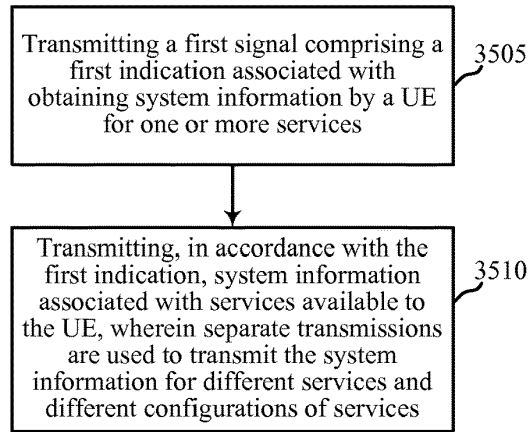 Transmitting a first signal comprising a
first indication associated with
obtaining system information by a UE
for one or more services
3505
Transmitting, in accordance with the
first indication, system information
associated with services available to
the UE, wherein separate transmissions
are used to transmit the system
information for different services and
different configurations of services
3510